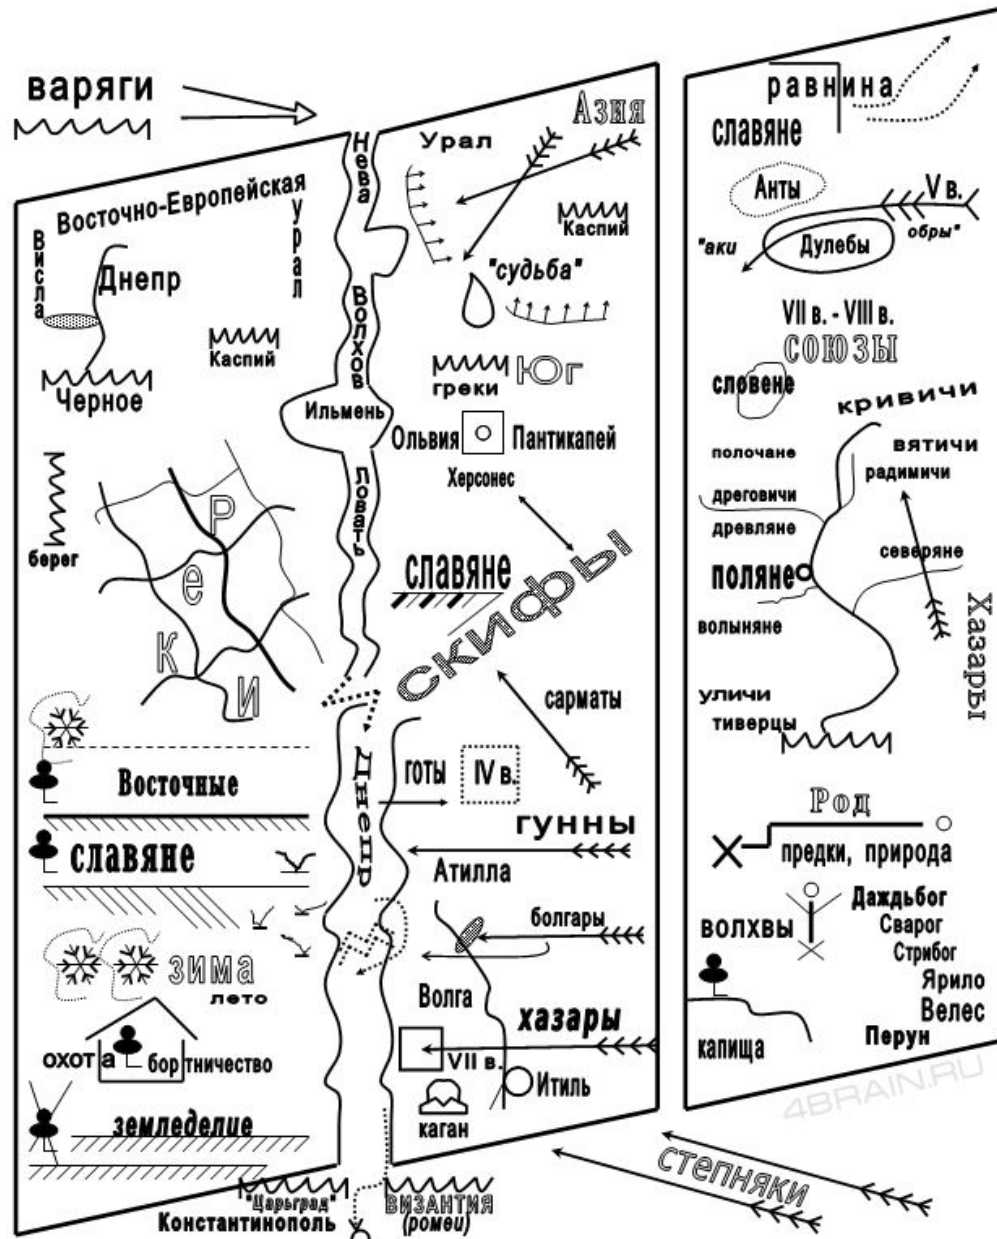 варяги
Восточно-Европейская
Висла
Днепр
Урал
Каспий
Черное
берег
Реки
Восточные
славяне
зима
лето
охота
бортничество
земледелие
Нева
Волхов
Ильмень
Ловать
Днепр
"Царьград"
Константинополь
ВИЗАНТИЯ
(ромеи)
Азия
Урал
Каспий
"судьба"
греки
Юг
Ольвия
Пантикапей
Херсонес
славяне
скифы
сарматы
готы
IV в.
гунны
Атилла
болгары
Волга
хазары
VII в.
Итиль
каган
степняки
равнина
славяне
Анты
V в.
"аки
Дулебы
обры"
VII в. - VIII в.
СОЮЗЫ
словене
кривичи
полочане
вятичи
радимичи
дреговичи
древляне
северяне
поляне
волыняне
Хазары
уличи
тиверцы
Род
предки, природа
волхвы
Даждьбог
Сварог
Стрибог
Ярило
Велес
Перун
капища
4BRAIN.RU